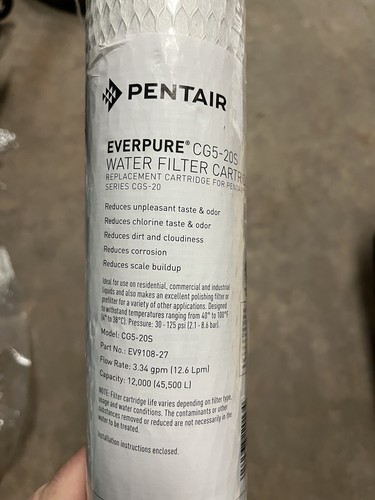 PENTAIR
EVERPURE® CG5-20S
WATER FILTER
REPLACEMENT CARTRIDGE FOR
SERIES CGS-20
Reduces unpleasant taste & odor
Reduces chlorine taste & odor
Reduces dirt and cloudiness
Reduces corrosion
Reduces scale buildup
Ideal for use on residential, commercial and industrial
liquids and also makes an excellent polishing filter or
prefilter for a variety of other applications. Designed
to withstand temperatures ranging from 40° to 100°F
(4° to 38°C). Pressure: 30 - 125 psi (2.1 - 8.6 bar).
Model: CG5-20S
Part No.: EV9108-27
Flow Rate: 3.34 gpm (12.6 Lpm)
Capacity: 12,000 (45,500 L)
NOTE: Filter cartridge life varies depending on filter type,
usage and water conditions. The contaminants or other
substances removed or reduced are not necessarily in the
water to be treated.
Installation instructions enclosed.